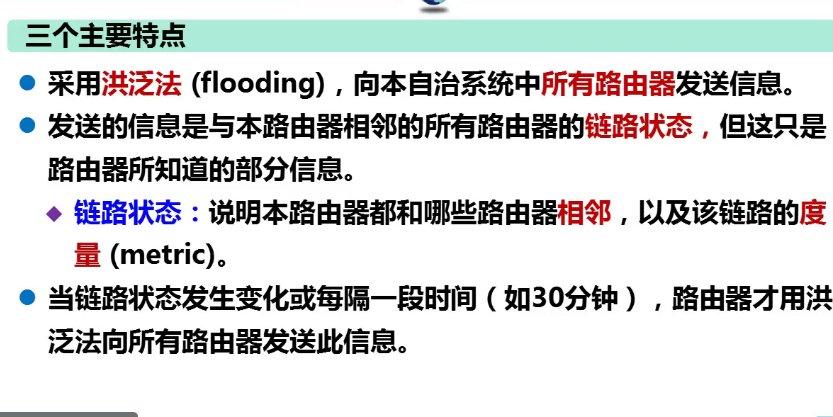 三个主要特点
采用洪泛法 (flooding)，向本自治系统中所有路由器发送信息。
发送的信息是与本路由器相邻的所有路由器的链路状态，但这只是
路由器所知道的部分信息。
链路状态：说明本路由器都和哪些路由器相邻，以及该链路的度
量 (metric)。
当链路状态发生变化或每隔一段时间（如30分钟），路由器才用洪
泛法向所有路由器发送此信息。